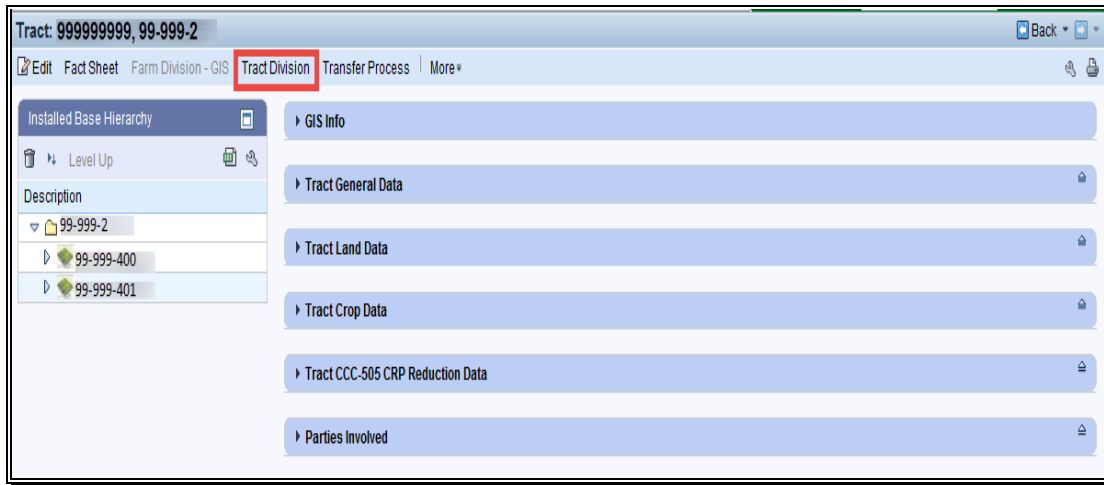 Tract: 999999999, 99-999-2
Back
Edit Fact Sheet Farm Division - GIS Tract Division Transfer Process More
Installed Base Hierarchy
Level Up
Description
99-999-2
99-999-400
99-999-401
GIS Info
Tract General Data
Tract Land Data
Tract Crop Data
Tract CCC-505 CRP Reduction Data
Parties Involved